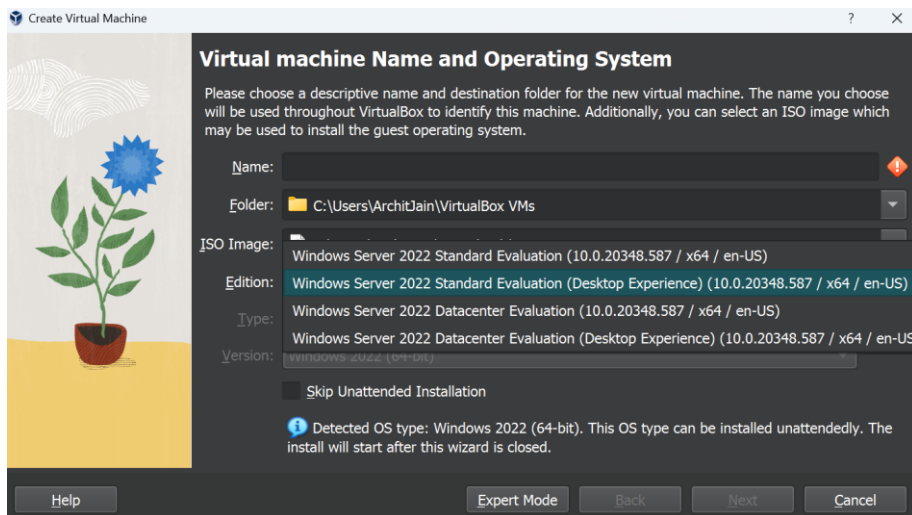 Create Virtual Machine
Virtual machine Name and Operating System
Please choose a descriptive name and destination folder for the new virtual machine. The name you choose
will be used throughout VirtualBox to identify this machine. Additionally, you can select an ISO image which
may be used to install the guest operating system.
Name:
Folder: C:\Users\ArchitJain\VirtualBox VMs
ISO Image:
Windows Server 2022 Standard Evaluation (10.0.20348.587 / x64 / en-US)
Edition: Windows Server 2022 Standard Evaluation (Desktop Experience) (10.0.20348.587 / x64 / en-US)
Type: Windows Server 2022 Datacenter Evaluation (10.0.20348.587 / x64 / en-US)
Windows Server 2022 Datacenter Evaluation (Desktop Experience) (10.0.20348.587 / x64 / en-US
Version: Windows 2022 (64-bit)
Skip Unattended Installation
Detected OS type: Windows 2022 (64-bit). This OS type can be installed unattendedly. The
install will start after this wizard is closed.
Help Expert Mode Back Next Cancel